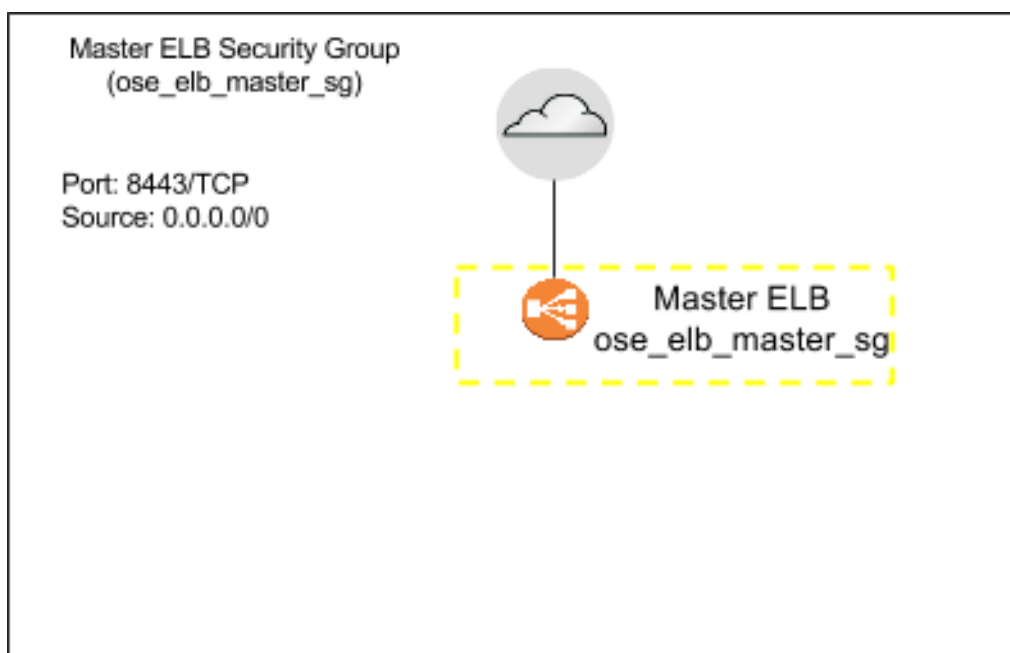 Master ELB Security Group
(ose_elb_master_sg)
Port: 8443/TCP
Source: 0.0.0.0/0
Master ELB
ose_elb_master_sg